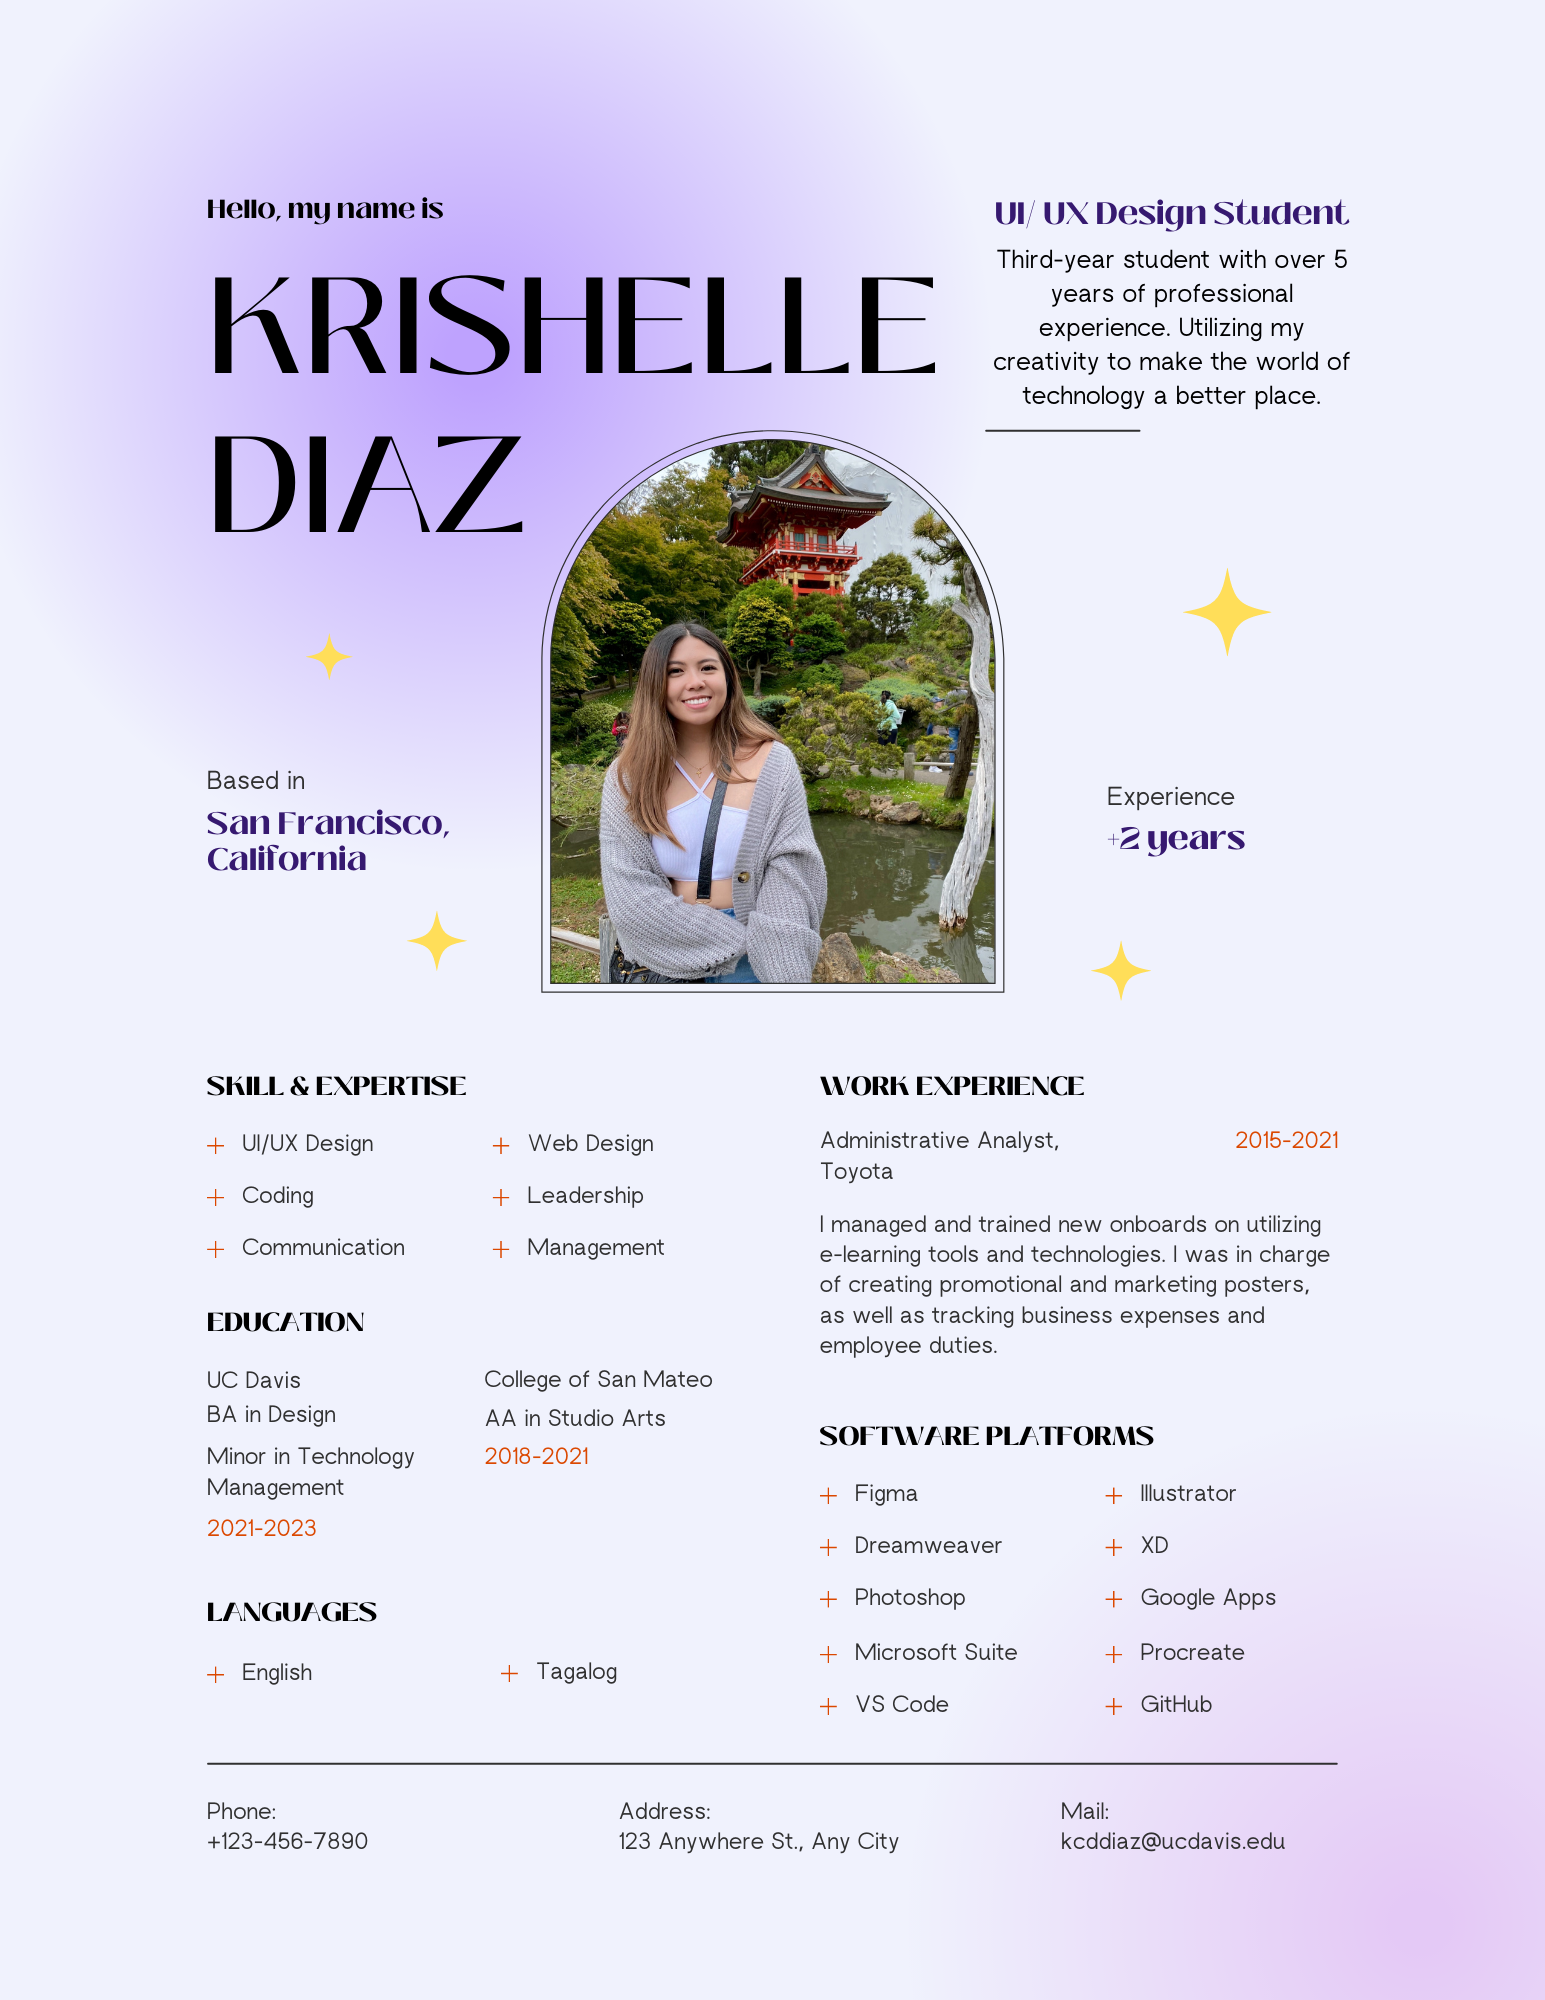 Hello, my name is
KRISHELLE
DIAZ
UI/ UX Design Student
Third-year student with over 5
years of professional
experience. Utilizing my
creativity to make the world of
technology a better place.
Based in
San Francisco,
California
Experience
+2 years
SKILL & EXPERTISE
+ UI/UX Design
+ Web Design
+ Coding
+ Leadership
+ Communication
+ Management
EDUCATION
UC Davis
BA in Design
Minor in Technology
Management
2021-2023
College of San Mateo
AA in Studio Arts
2018-2021
LANGUAGES
+ English
+ Tagalog
WORK EXPERIENCE
Administrative Analyst, 2015-2021
Toyota
I managed and trained new onboards on utilizing
e-learning tools and technologies. I was in charge
of creating promotional and marketing posters,
as well as tracking business expenses and
employee duties.
SOFTWARE PLATFORMS
+ Figma
+ Illustrator
+ Dreamweaver
+ XD
+ Photoshop
+ Google Apps
+ Microsoft Suite
+ Procreate
+ VS Code
+ GitHub
Phone:
+123-456-7890
Address:
123 Anywhere St., Any City
Mail:
kcddiaz@ucdavis.edu